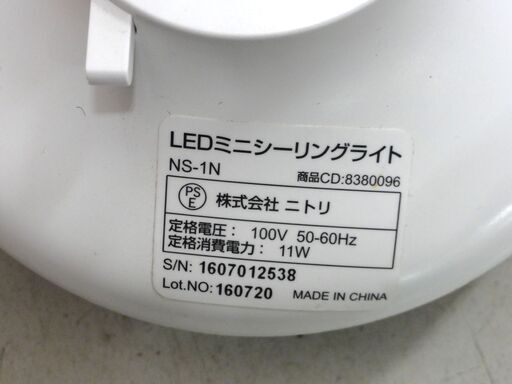 LEDミニシーリングライト
NS-1N 商品CD:8380096
PS E 株式会社 ニトリ
定格電圧: 100V 50-60Hz
定格消費電力: 11W
S/N: 1607012538
Lot.NO: 160720 MADE IN CHINA